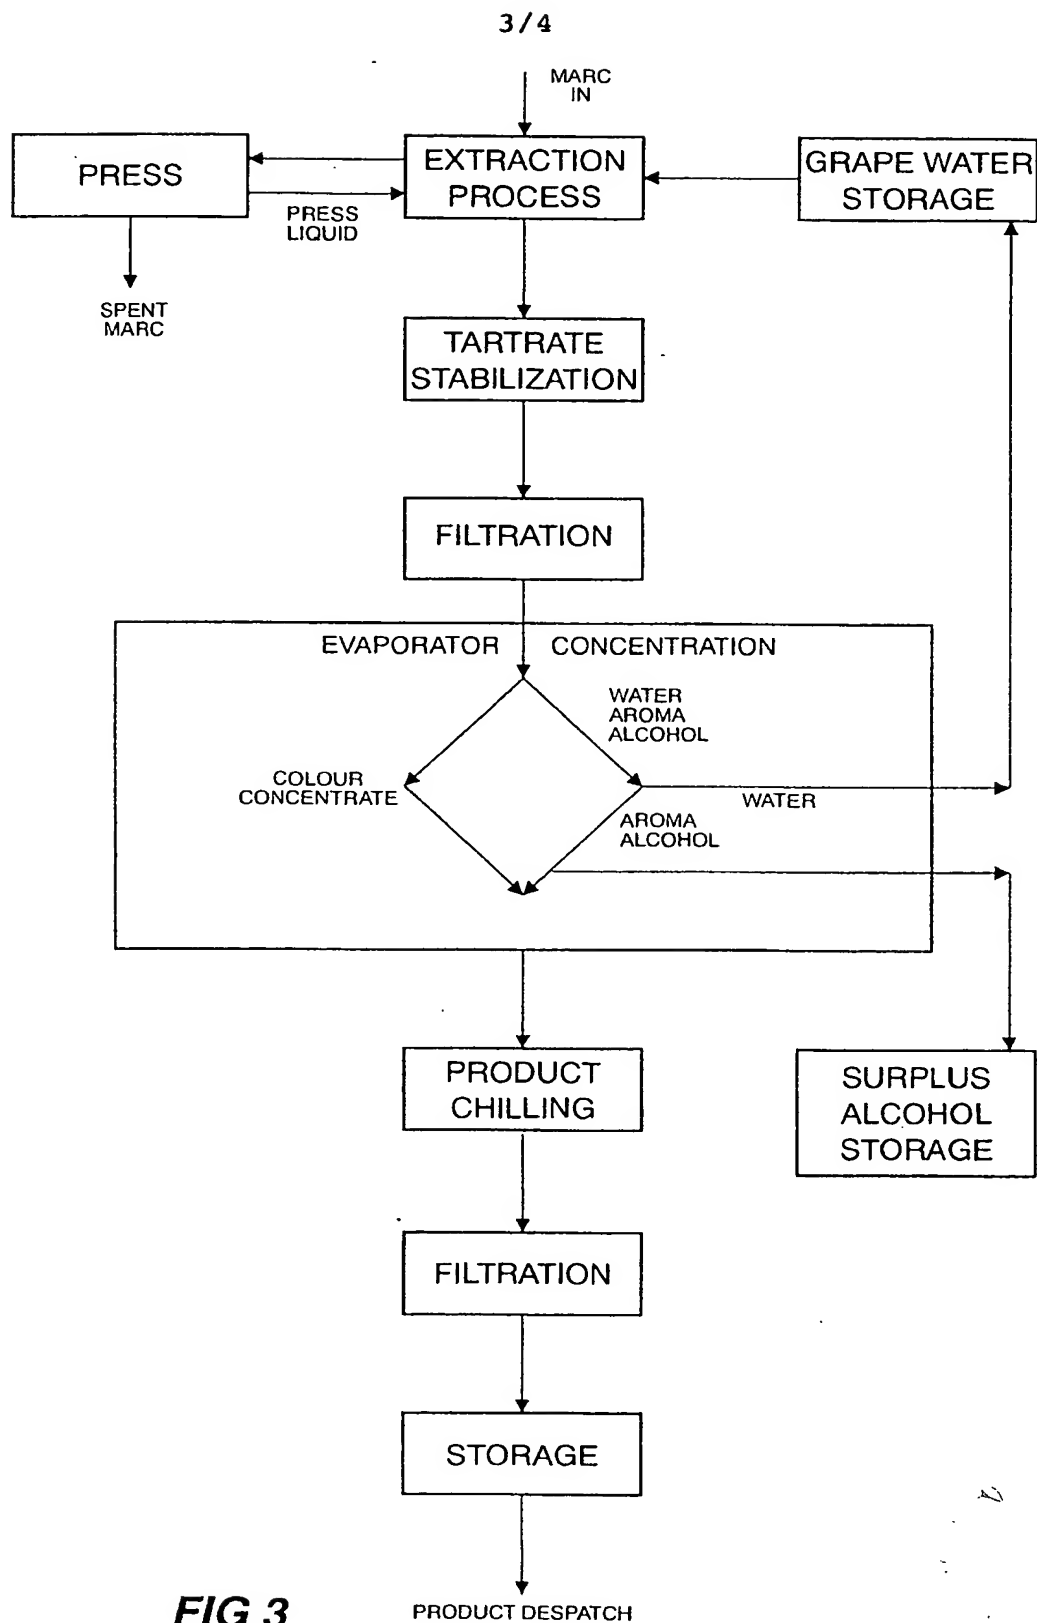 3/4
MARC
IN
PRESS
EXTRACTION
PROCESS
GRAPE WATER
STORAGE
PRESS
LIQUID
SPENT
MARC
TARTRATE
STABILIZATION
FILTRATION
EVAPORATOR CONCENTRATION
WATER
AROMA
ALCOHOL
COLOUR
CONCENTRATE
WATER
AROMA
ALCOHOL
PRODUCT
CHILLING
SURPLUS
ALCOHOL
STORAGE
FILTRATION
STORAGE
FIG 3
PRODUCT DESPATCH